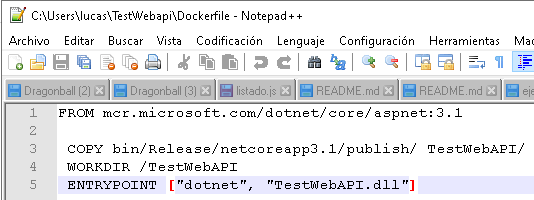 C:\Users\lucas\TestWebapi\Dockerfile - Notepad++
Archivo Editar Buscar Vista Codificación Lenguaje Configuración Herramientas Mac
Dragonball (2) Dragonball (3) listado.js README.md README.md eje
1 FROM mcr.microsoft.com/dotnet/core/aspnet:3.1
2
3 COPY bin/Release/netcoreapp3.1/publish/ TestWebAPI/
4 WORKDIR /TestWebAPI
5 ENTRYPOINT ["dotnet", "TestWebAPI.dll"]